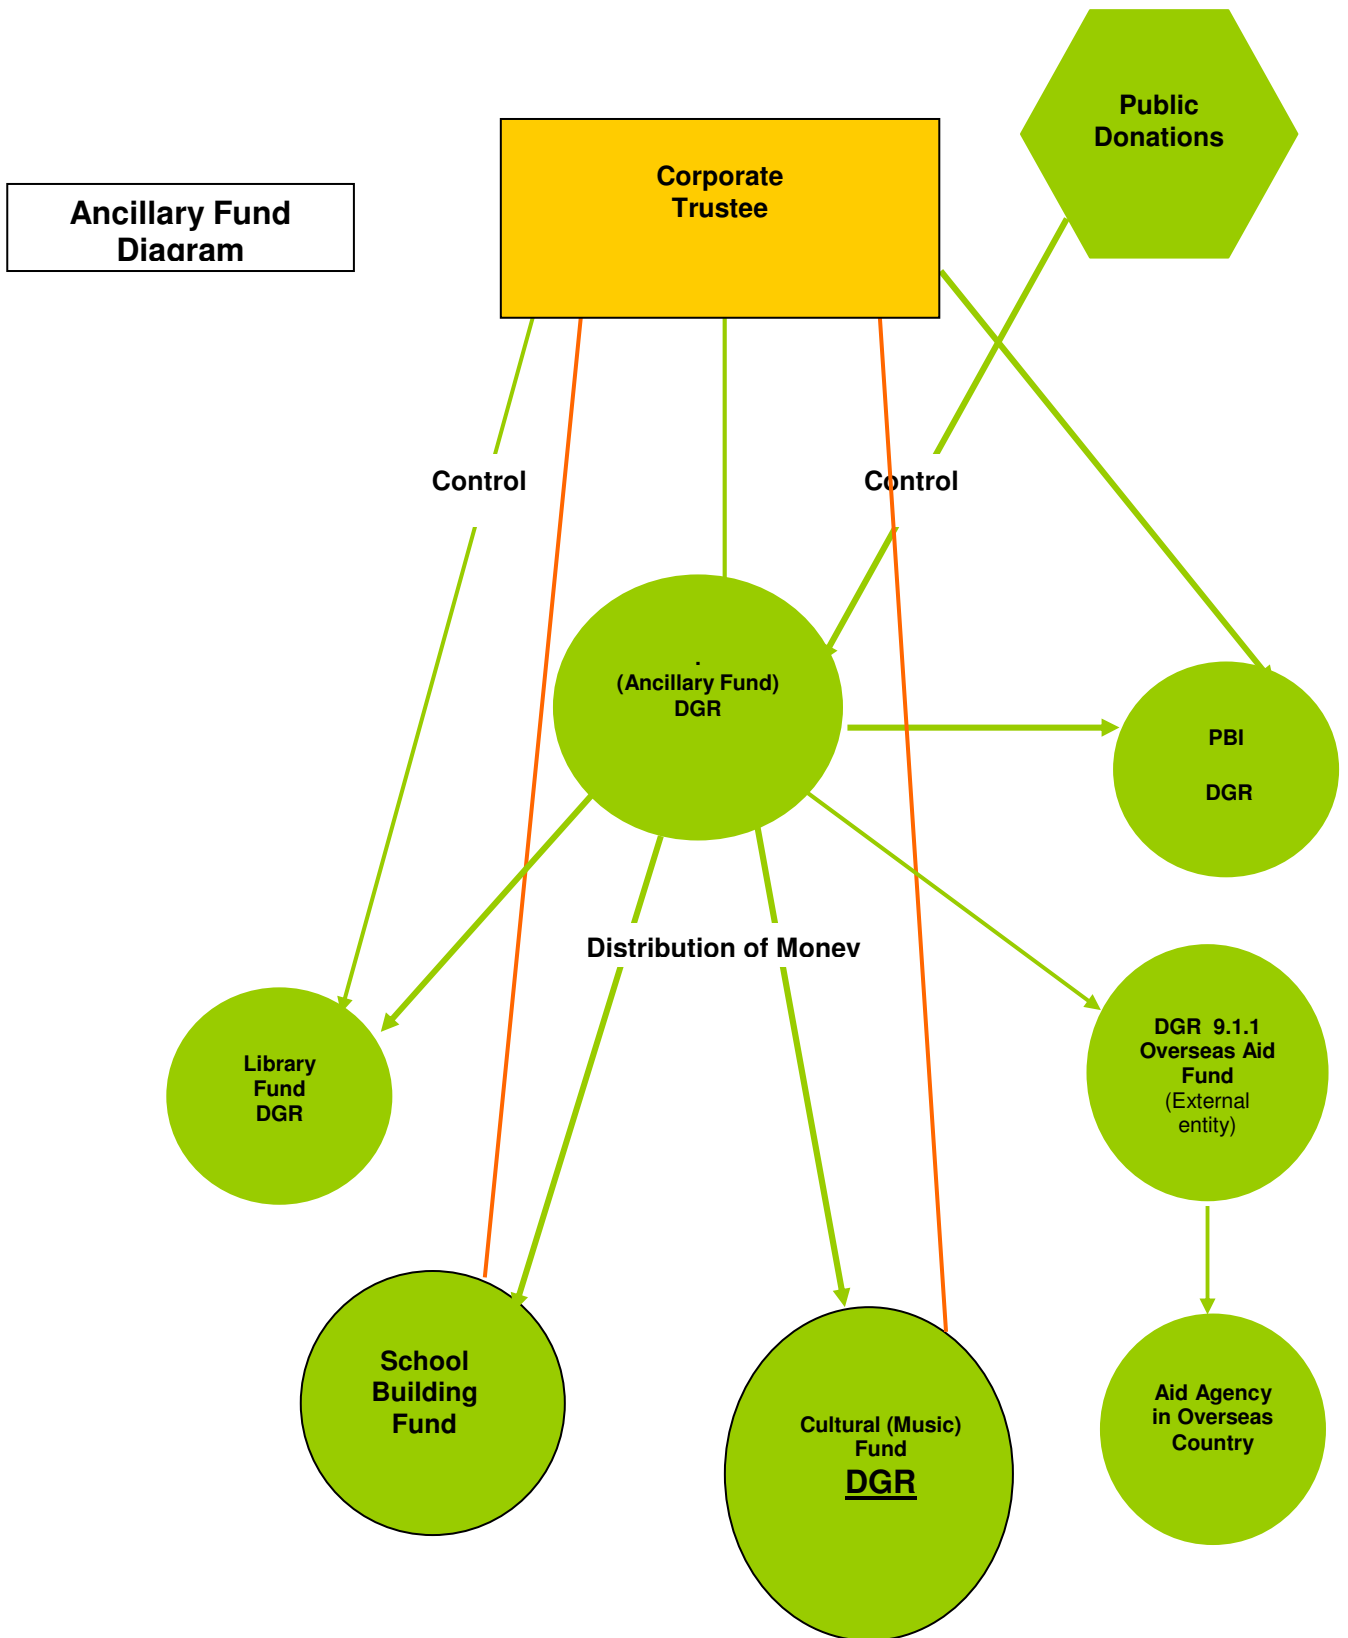 Public
Donations
Corporate
Trustee
Ancillary Fund
Diagram
Control
Control
.
(Ancillary Fund)
DGR
PBI
DGR
Distribution of Money
DGR 9.1.1
Overseas Aid
Fund
(External
entity)
Library
Fund
DGR
School
Building
Fund
Cultural (Music)
Fund
DGR
Aid Agency
in Overseas
Country